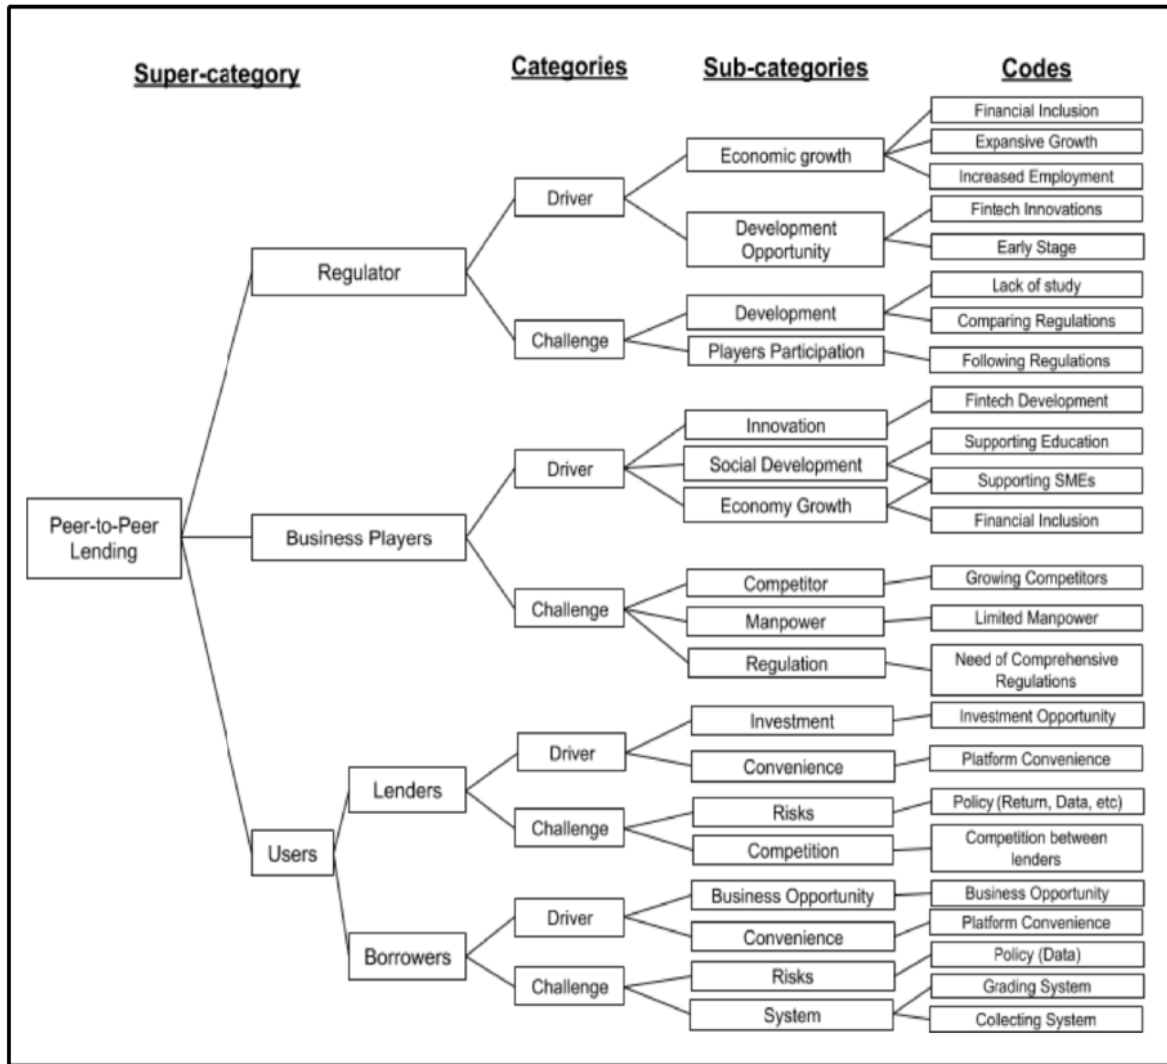 Super-category
Categories
Sub-categories
Codes
Peer-to-Peer
Lending
Regulator
Driver
Economic growth
Financial Inclusion
Expansive Growth
Increased Employment
Development
Opportunity
Fintech Innovations
Early Stage
Challenge
Development
Lack of study
Comparing Regulations
Players Participation
Following Regulations
Business Players
Driver
Innovation
Fintech Development
Social Development
Supporting Education
Supporting SMEs
Economy Growth
Financial Inclusion
Challenge
Competitor
Growing Competitors
Manpower
Limited Manpower
Regulation
Need of Comprehensive
Regulations
Users
Lenders
Driver
Investment
Investment Opportunity
Convenience
Platform Convenience
Challenge
Risks
Policy (Return, Data, etc)
Competition
Competition between
lenders
Borrowers
Driver
Business Opportunity
Business Opportunity
Convenience
Platform Convenience
Challenge
Risks
Policy (Data)
System
Grading System
Collecting System